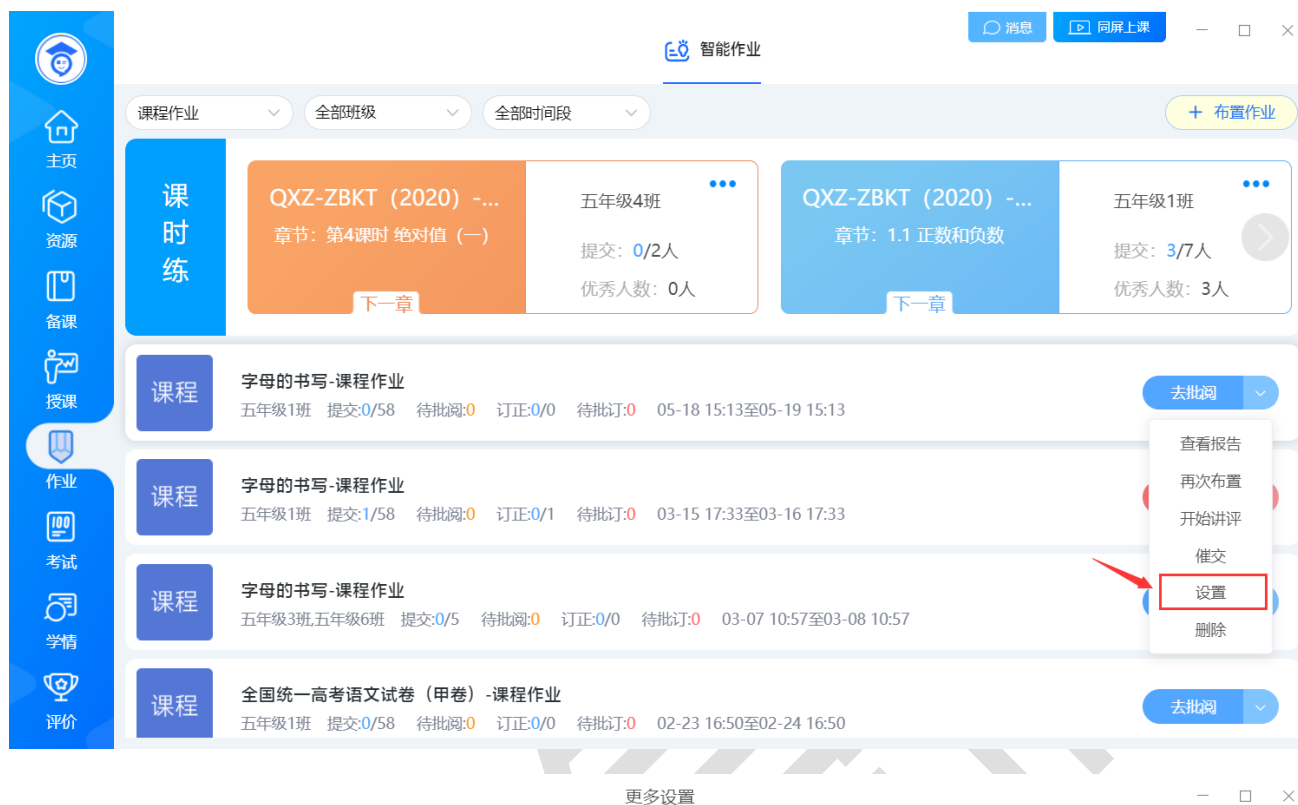 消息
同屏上课
智能作业
主页
资源
备课
授课
作业
考试
学情
评价
课程作业
全部班级
全部时间段
+ 布置作业
课时练
QXZ-ZBKT（2020）-...
章节：第4课时 绝对值（一）
下一章
五年级4班
提交：0/2人
优秀人数：0人
QXZ-ZBKT（2020）-...
章节：1.1 正数和负数
下一章
五年级1班
提交：3/7人
优秀人数：3人
课程
字母的书写-课程作业
五年级1班 提交:0/58 待批阅:0 订正:0/0 待批订:0 05-18 15:13至05-19 15:13
去批阅
查看报告
再次布置
开始讲评
催交
设置
删除
课程
字母的书写-课程作业
五年级1班 提交:1/58 待批阅:0 订正:0/1 待批订:0 03-15 17:33至03-16 17:33
课程
字母的书写-课程作业
五年级3班,五年级6班 提交:0/5 待批阅:0 订正:0/0 待批订:0 03-07 10:57至03-08 10:57
课程
全国统一高考语文试卷（甲卷）-课程作业
五年级1班 提交:0/58 待批阅:0 订正:0/0 待批订:0 02-23 16:50至02-24 16:50
去批阅
更多设置